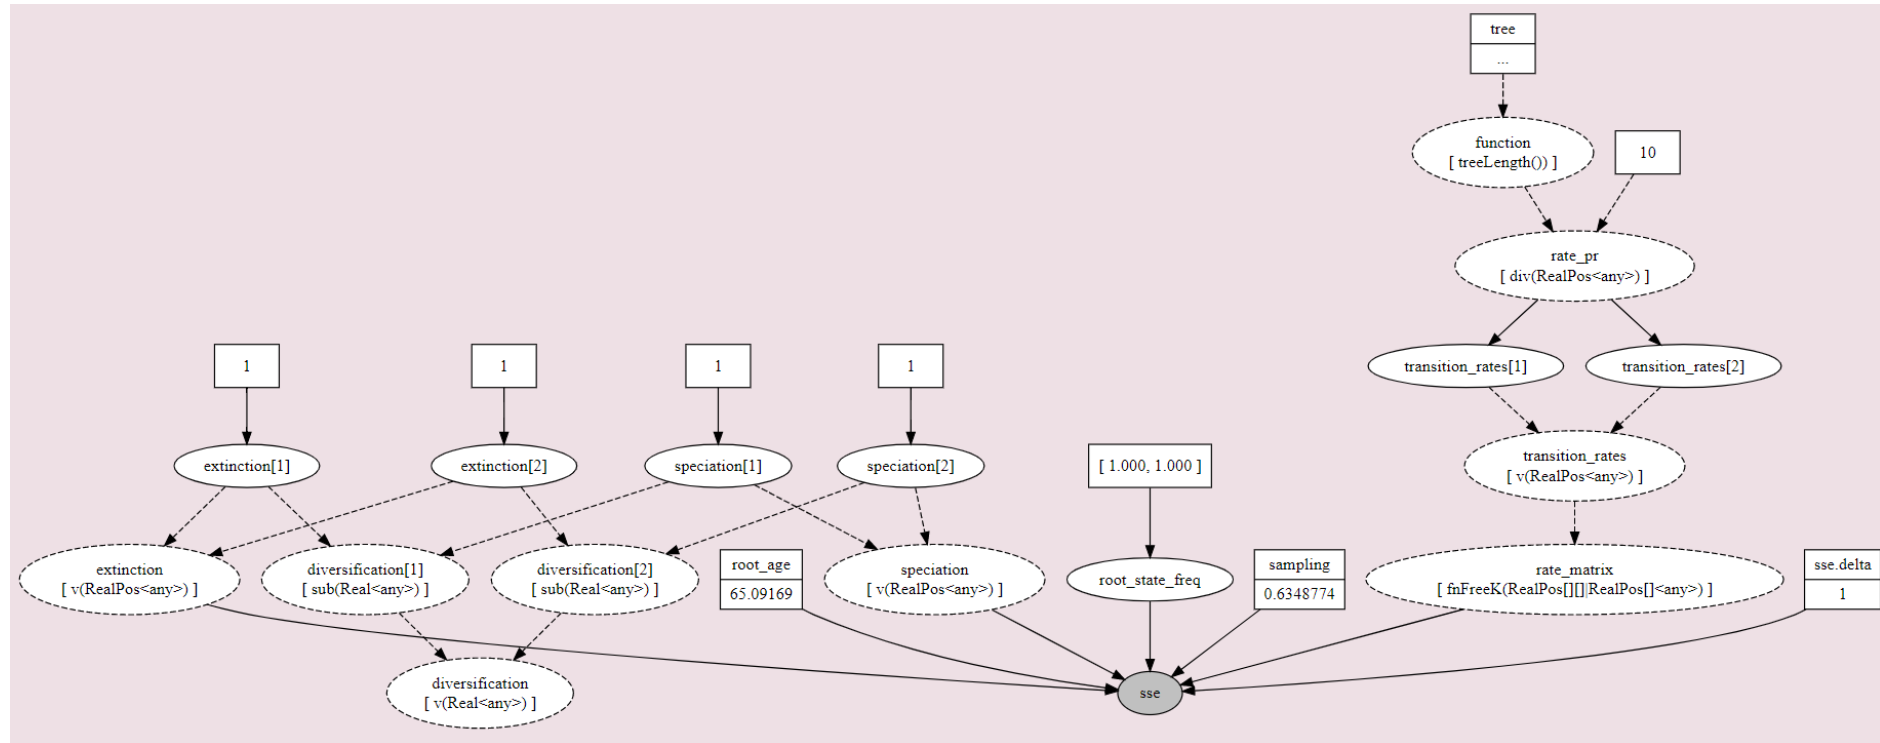 tree
...
function
[ treeLength()) ]
10
rate_pr
[ div(RealPos<any>) ]
1
1
1
1
transition_rates[1]
transition_rates[2]
extinction[1]
extinction[2]
speciation[1]
speciation[2]
[ 1.000, 1.000 ]
transition_rates
[ v(RealPos<any>) ]
extinction
[ v(RealPos<any>) ]
diversification[1]
[ sub(Real<any>) ]
diversification[2]
[ sub(Real<any>) ]
root_age
65.09169
speciation
[ v(RealPos<any>) ]
root_state_freq
sampling
0.6348774
rate_matrix
[ fnFreeK(RealPos[][]|RealPos[]<any>) ]
sse.delta
1
diversification
[ v(Real<any>) ]
sse